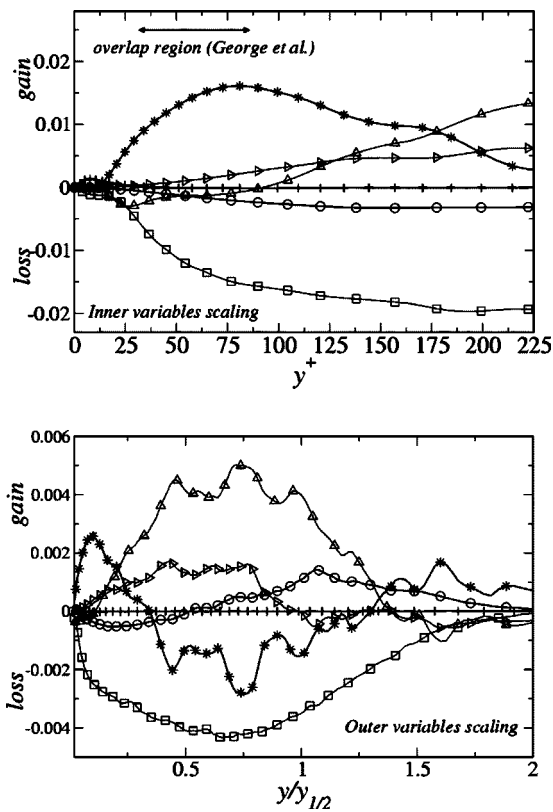 overlap region (George et al.)
gain
loss
0.02
0.01
0
-0.01
-0.02
Inner variables scaling
0 25 50 75 100 125 150 175 200 225
y+
0.006
0.004
0.002
0
-0.002
-0.004
gain
loss
Outer variables scaling
0.5 1 1.5 2
y/y1/2